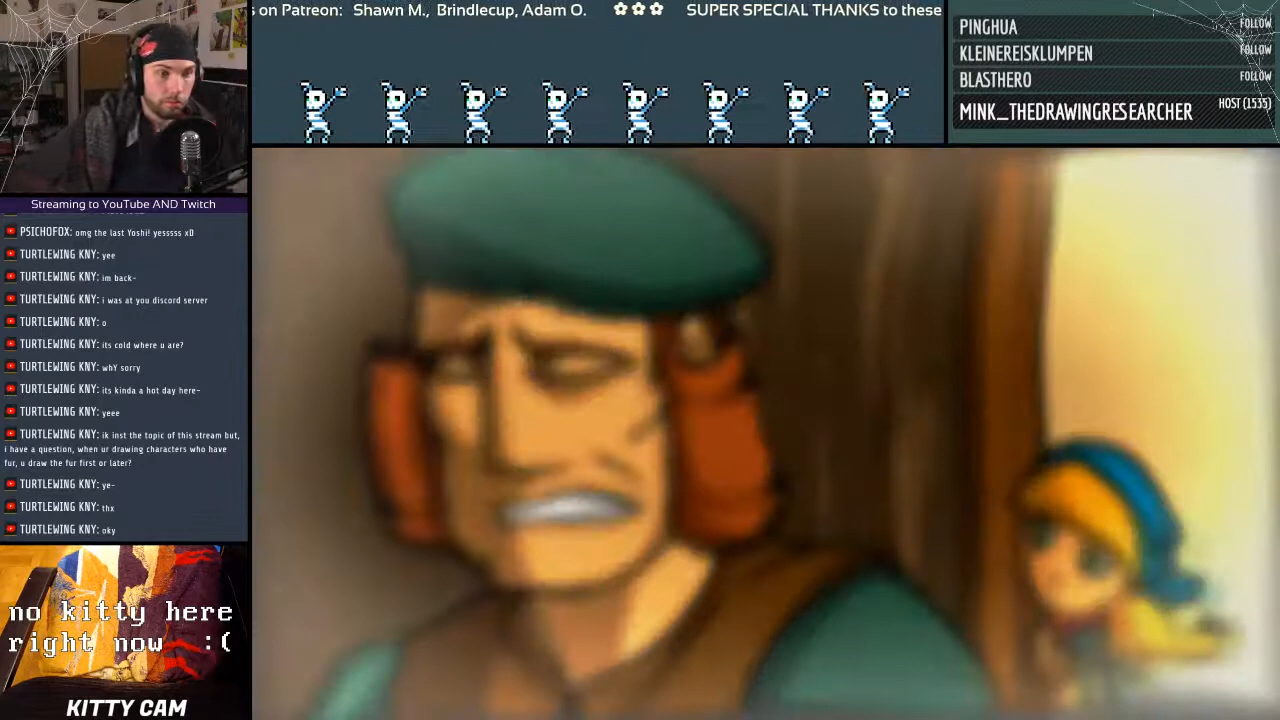 s on Patreon: Shawn M., Brindlecup, Adam O. ✿ ✿ ✿ SUPER SPECIAL THANKS to these
PINGHUA FOLLOW
KLEINEREISKLUMPEN FOLLOW
BLASTHERO FOLLOW
MINK_THEDRAWINGRESEARCHER HOST (1535)
Streaming to YouTube AND Twitch
PSICHOFOX: omg the last Yoshi! yesssss xD
TURTLEWING KNY: yee
TURTLEWING KNY: im back-
TURTLEWING KNY: i was at you discord server
TURTLEWING KNY: o
TURTLEWING KNY: its cold where u are?
TURTLEWING KNY: whY sorry
TURTLEWING KNY: its kinda a hot day here-
TURTLEWING KNY: yeee
TURTLEWING KNY: ik inst the topic of this stream but,
i have a question, when ur drawing characters who have
fur, u draw the fur first or later?
TURTLEWING KNY: ye-
TURTLEWING KNY: thx
TURTLEWING KNY: oky
no kitty here
right now :(
KITTY CAM